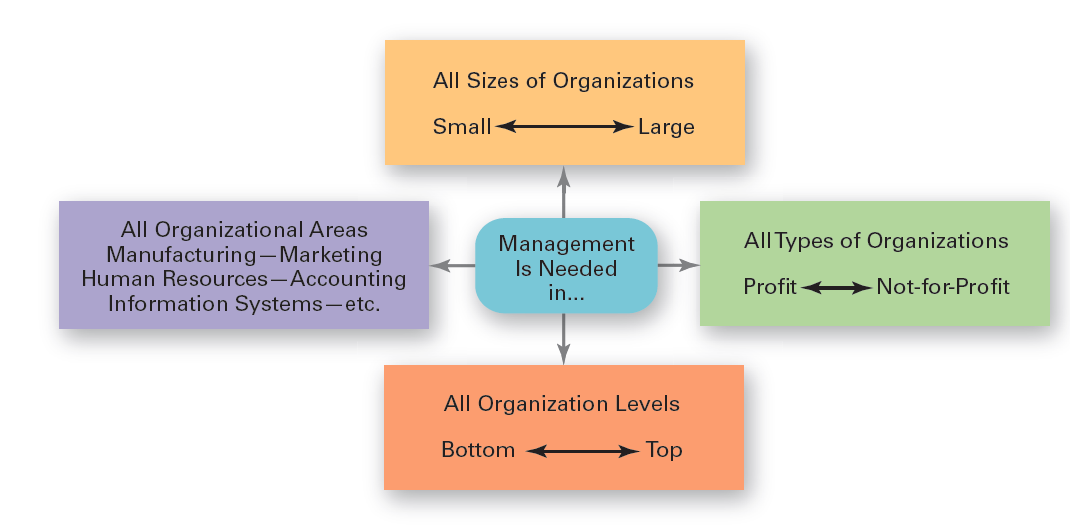 All Sizes of Organizations
Small Large
All Organizational Areas
Manufacturing—Marketing
Human Resources—Accounting
Information Systems—etc.
Management
Is Needed
in...
All Types of Organizations
Profit Not-for-Profit
All Organization Levels
Bottom Top